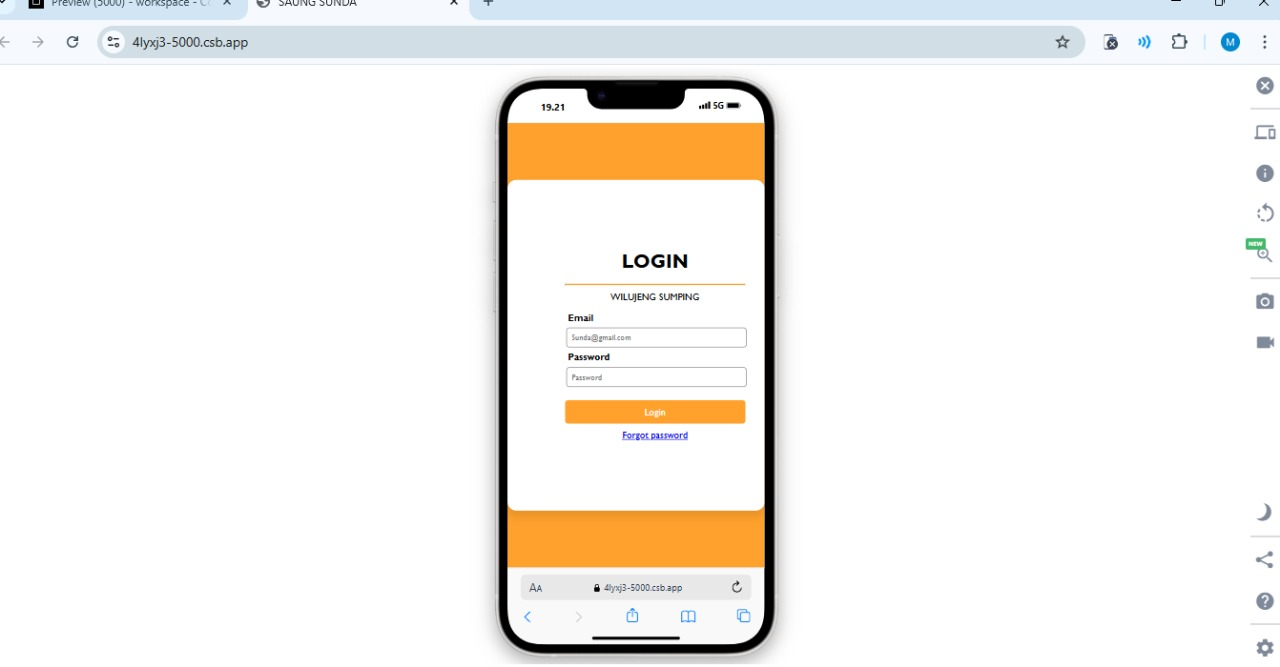 Preview (5000) - workspace - Co
SAUNG SUNDA
4lyxj3-5000.csb.app
M
19.21
5G
NEW
LOGIN
WILUJENG SUMPING
Email
Sunda@gmail.com
Password
Password
Login
Forgot password
AA
4lyxj3-5000.csb.app